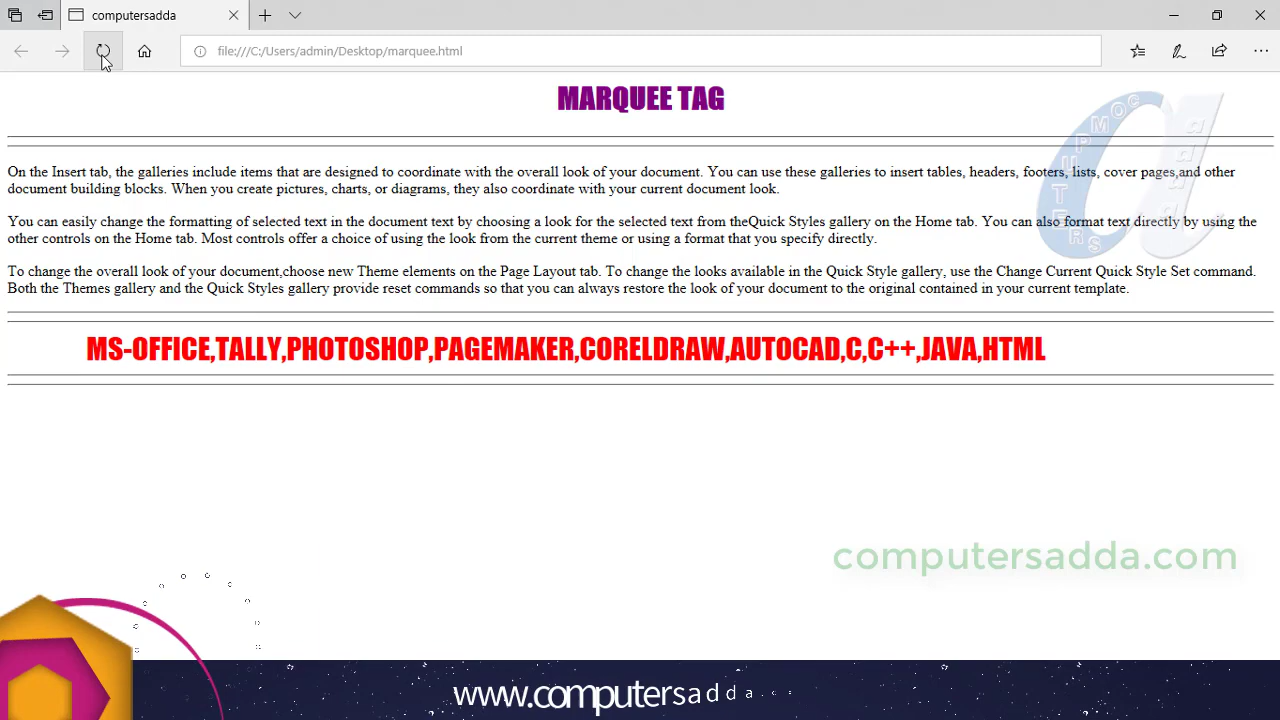 computersadda
file:///C:/Users/admin/Desktop/marquee.html
MARQUEE TAG
On the Insert tab, the galleries include items that are designed to coordinate with the overall look of your document. You can use these galleries to insert tables, headers, footers, lists, cover pages,and other
document building blocks. When you create pictures, charts, or diagrams, they also coordinate with your current document look.
You can easily change the formatting of selected text in the document text by choosing a look for the selected text from theQuick Styles gallery on the Home tab. You can also format text directly by using the
other controls on the Home tab. Most controls offer a choice of using the look from the current theme or using a format that you specify directly.
To change the overall look of your document,choose new Theme elements on the Page Layout tab. To change the looks available in the Quick Style gallery, use the Change Current Quick Style Set command.
Both the Themes gallery and the Quick Styles gallery provide reset commands so that you can always restore the look of your document to the original contained in your current template.
MS-OFFICE,TALLY,PHOTOSHOP,PAGEMAKER,CORELDRAW,AUTOCAD,C,C++,JAVA,HTML
COMPUTERS
adda
computersadda.com
www.computersadda.